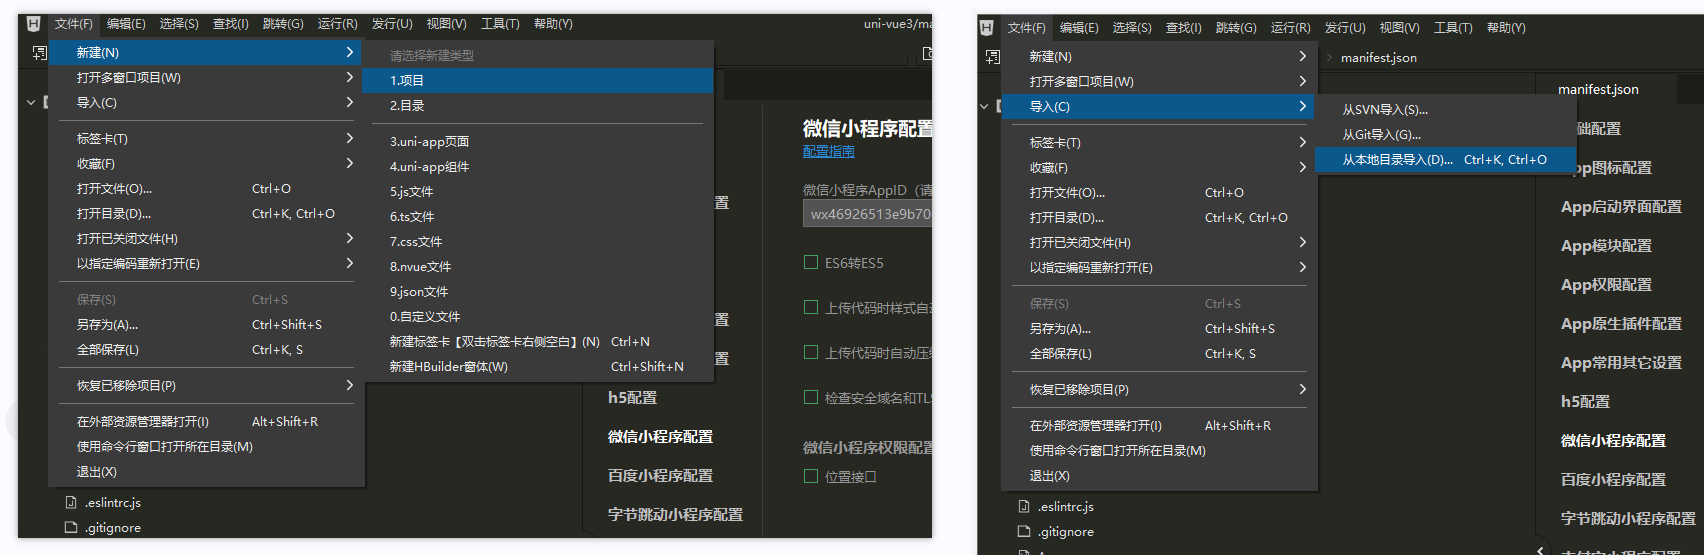 文件(F) 编辑(E) 选择(S) 查找(I) 跳转(G) 运行(R) 发行(U) 视图(V) 工具(T) 帮助(Y) uni-vue3/ma
新建(N)
打开多窗口项目(W)
导入(C)
标签卡(T)
收藏(F)
打开文件(O)... Ctrl+O
打开目录(D)... Ctrl+K, Ctrl+O
打开已关闭文件(H)
以指定编码重新打开(E)
保存(S) Ctrl+S
另存为(A)... Ctrl+Shift+S
全部保存(L) Ctrl+K, S
恢复已移除项目(P)
在外部资源管理器打开(I) Alt+Shift+R
使用命令行窗口打开所在目录(M)
退出(X)
.eslintrc.js
.gitignore
请选择新建类型
1.项目
2.目录
3.uni-app页面
4.uni-app组件
5.js文件
6.ts文件
7.css文件
8.nvue文件
9.json文件
0.自定义文件
新建标签卡【双击标签卡右侧空白】(N) Ctrl+N
新建HBuilder窗体(W) Ctrl+Shift+N
置
置
置
h5配置
微信小程序配置
百度小程序配置
字节跳动小程序配置
微信小程序配置
配置指南
微信小程序AppID（请
wx46926513e9b70
ES6转ES5
上传代码时样式自动
上传代码时自动压缩
检查安全域名和TLS
微信小程序权限配置
位置接口
文件(F) 编辑(E) 选择(S) 查找(I) 跳转(G) 运行(R) 发行(U) 视图(V) 工具(T) 帮助(Y)
manifest.json
新建(N)
打开多窗口项目(W)
导入(C)
标签卡(T)
收藏(F)
打开文件(O)... Ctrl+O
打开目录(D)... Ctrl+K, Ctrl+O
打开已关闭文件(H)
以指定编码重新打开(E)
保存(S) Ctrl+S
另存为(A)... Ctrl+Shift+S
全部保存(L) Ctrl+K, S
恢复已移除项目(P)
在外部资源管理器打开(I) Alt+Shift+R
使用命令行窗口打开所在目录(M)
退出(X)
.eslintrc.js
.gitignore
从SVN导入(S)...
从Git导入(G)...
从本地目录导入(D)... Ctrl+K, Ctrl+O
manifest.json
础配置
pp图标配置
App启动界面配置
App模块配置
App权限配置
App原生插件配置
App常用其它设置
h5配置
微信小程序配置
百度小程序配置
字节跳动小程序配置